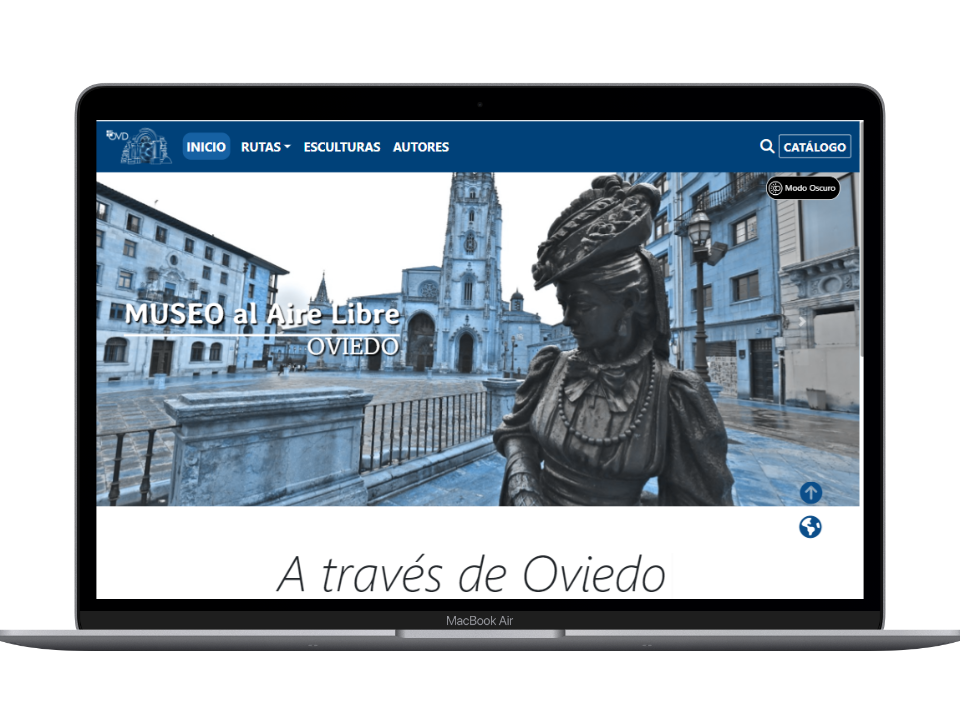 OVD
INICIO RUTAS ESCULTURAS AUTORES CATÁLOGO
Modo Oscuro
MUSEO al Aire Libre
OVIEDO
A través de Oviedo
MacBook Air